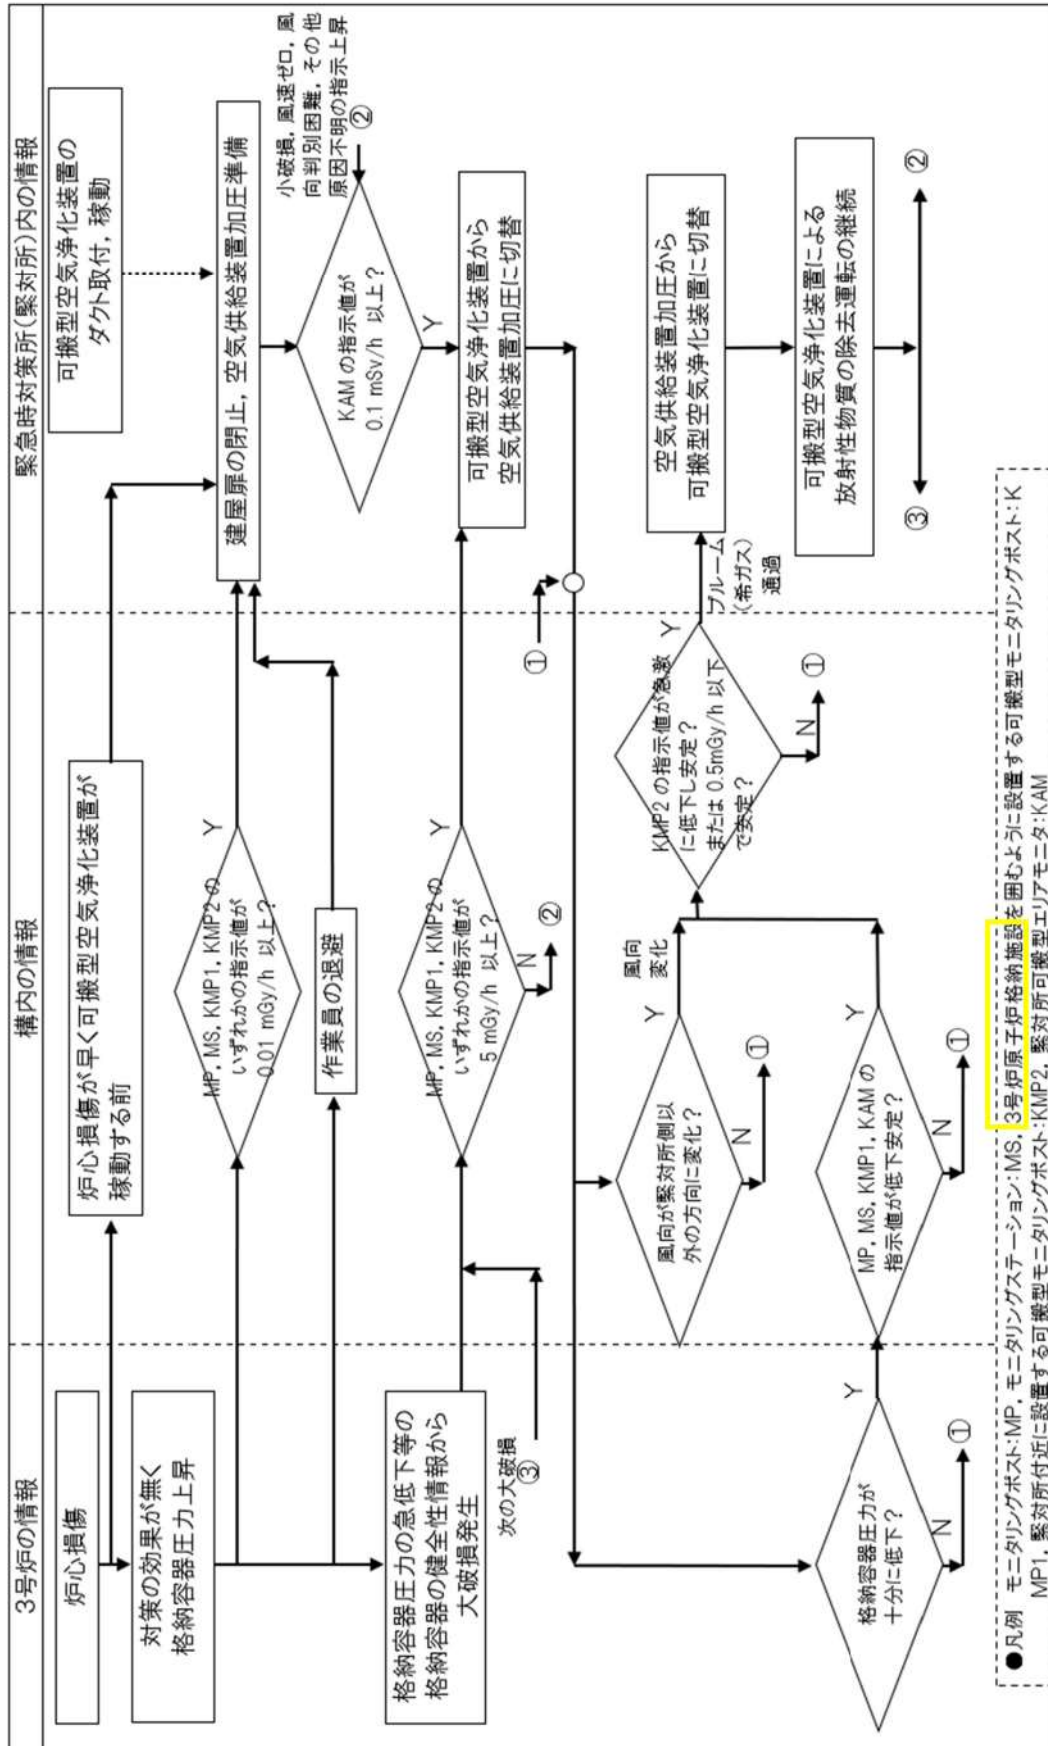 3号炉の情報
構内の情報
緊急時対策所(緊対所)内の情報
炉心損傷
対策の効果が無く
格納容器圧力上昇
格納容器圧力の急低下等の
格納容器の健全性情報から
大破損発生
次の大破損
③
格納容器圧力が
十分に低下?
Y
N
①
炉心損傷が早く可搬型空気浄化装置が
稼動する前
MP, MS, KMP1, KMP2の
いずれかの指示値が
0.01 mGy/h 以上?
Y
作業員の退避
MP, MS, KMP1, KMP2の
いずれかの指示値が
5 mGy/h 以上?
Y
N
②
①
風向が緊対所側以
外の方向に変化?
Y
N
①
風向
変化
MP, MS, KMP1, KAMの
指示値が低下安定?
Y
N
①
KMP2の指示値が急激
に低下し安定?
または0.5mGy/h以下
で安定?
Y
N
①
プルーム
(希ガス)
通過
可搬型空気浄化装置の
ダクト取付, 稼動
建屋扉の閉止, 空気供給装置加圧準備
小破損, 風速ゼロ, 風
向判別困難, その他
原因不明の指示上昇
②
KAMの指示値が
0.1 mSv/h 以上?
Y
可搬型空気浄化装置から
空気供給装置加圧に切替
空気供給装置加圧から
可搬型空気浄化装置に切替
可搬型空気浄化装置による
放射性物質の除去運転の継続
③
②
●凡例 モニタリングポスト:MP, モニタリングステーション:MS, 3号炉原子炉格納施設を囲むように設置する可搬型モニタリングポスト:K
MP1, 緊対所付近に設置する可搬型モニタリングポスト:KMP2, 緊対所可搬型エリアモニタ:KAM